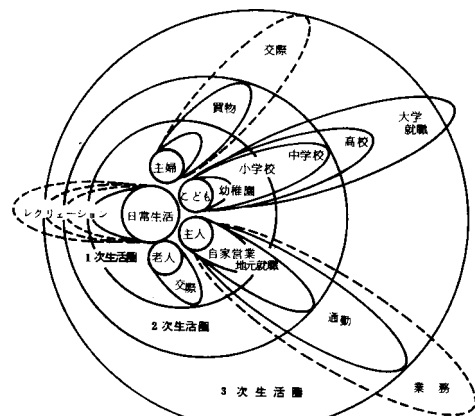 交際
買物
大学
就職
高校
中学校
小学校
幼稚園
主婦
こども
レクリェーション
日常生活
主人
老人
自家営業
地元就職
交際
通勤
業務
1次生活圏
2次生活圏
3次生活圏